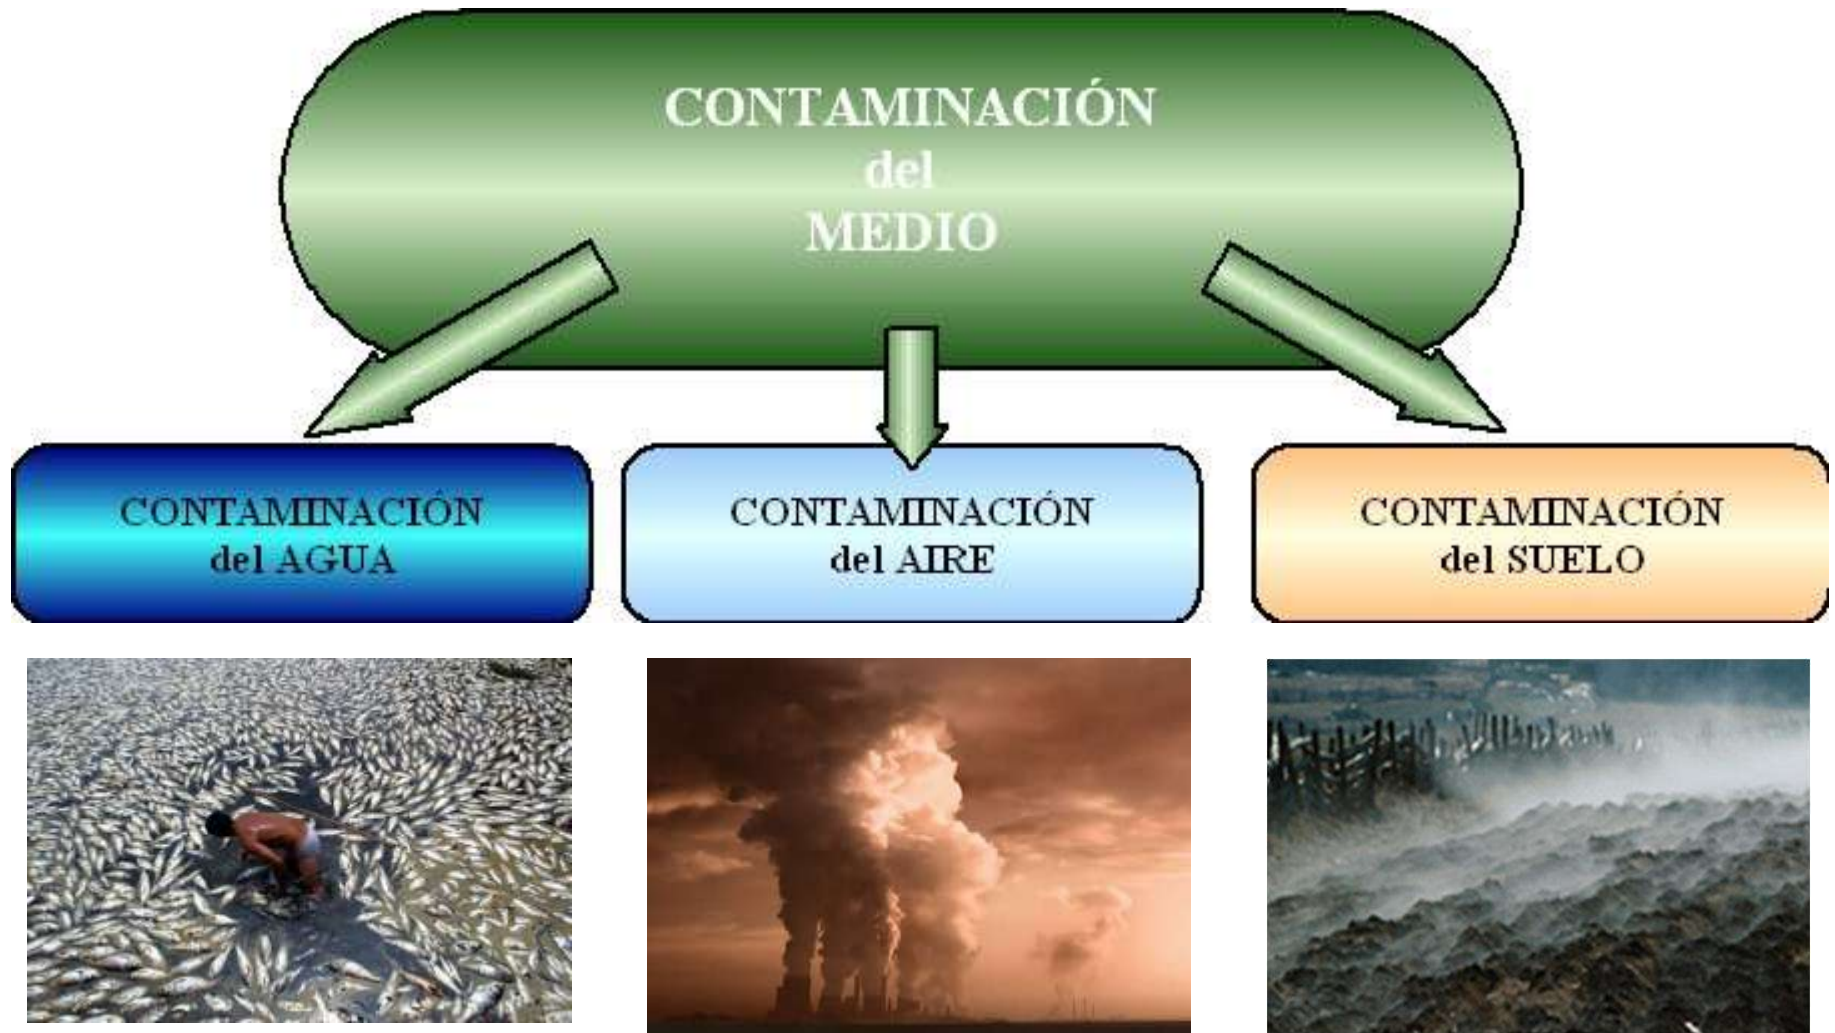 CONTAMINACIÓN
del
MEDIO
CONTAMINACIÓN
del AGUA
CONTAMINACIÓN
del AIRE
CONTAMINACIÓN
del SUELO